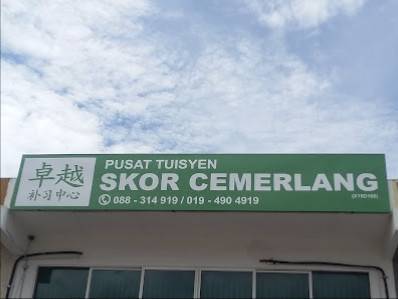 卓越
补习中心
PUSAT TUISYEN
SKOR CEMERLANG
088 - 314 919 / 019 - 490 4919